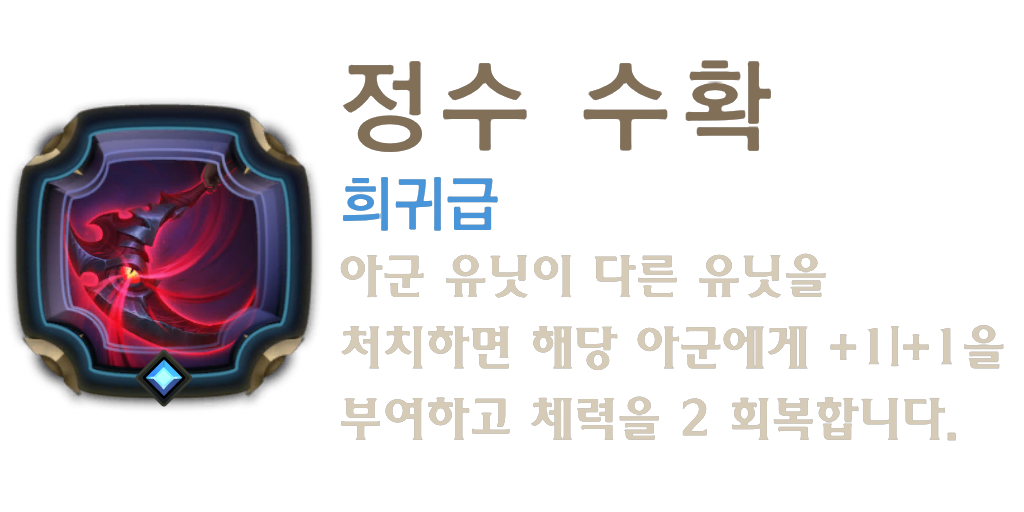 정수 수확
희귀급
아군 유닛이 다른 유닛을
처치하면 해당 아군에게 +1|+1을
부여하고 체력을 2 회복합니다.